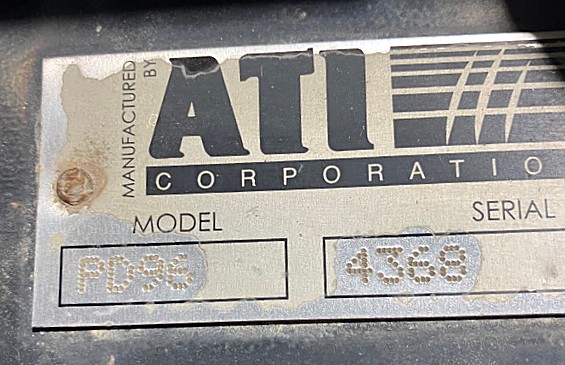 MANUFACTURED
BY
ATI
CORPORATIO
MODEL
SERIAL
PD96
4368